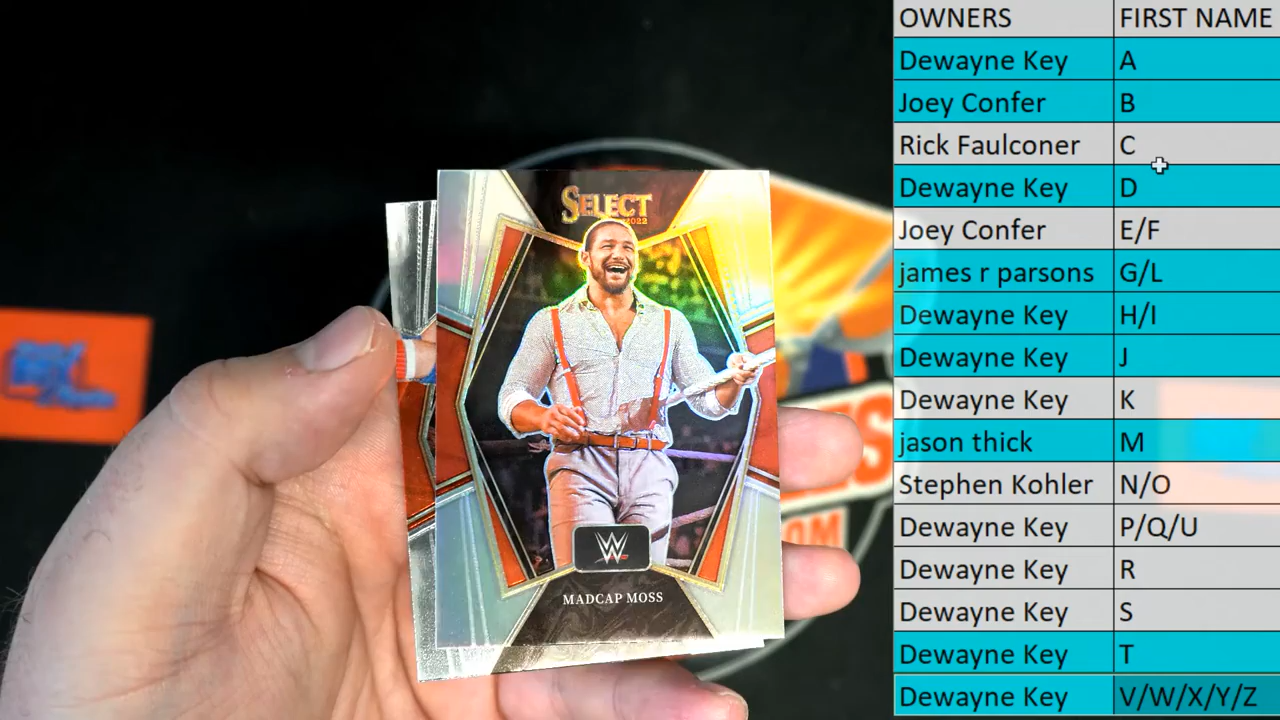 SELECT
2022
W
MADCAP MOSS
OWNERS FIRST NAME
Dewayne Key A
Joey Confer B
Rick Faulconer C
Dewayne Key D
Joey Confer E/F
james r parsons G/L
Dewayne Key H/I
Dewayne Key J
Dewayne Key K
jason thick M
Stephen Kohler N/O
Dewayne Key P/Q/U
Dewayne Key R
Dewayne Key S
Dewayne Key T
Dewayne Key V/W/X/Y/Z